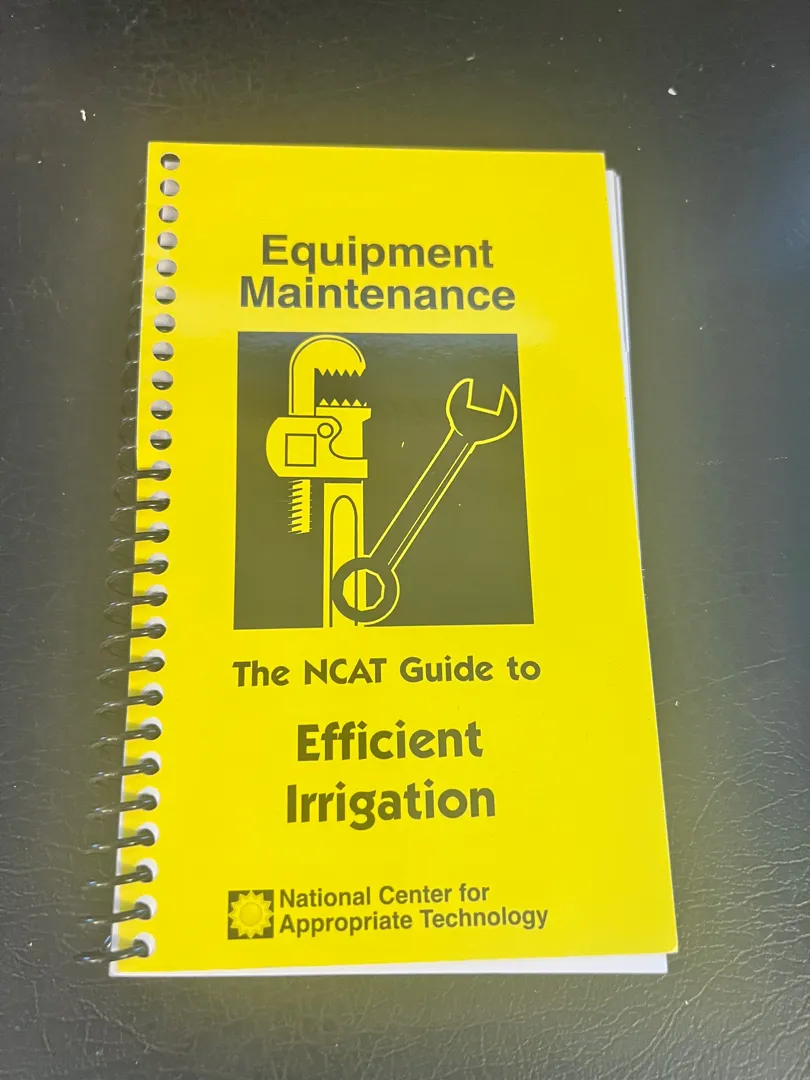 Equipment
Maintenance
The NCAT Guide to
Efficient
Irrigation
National Center for
Appropriate Technology